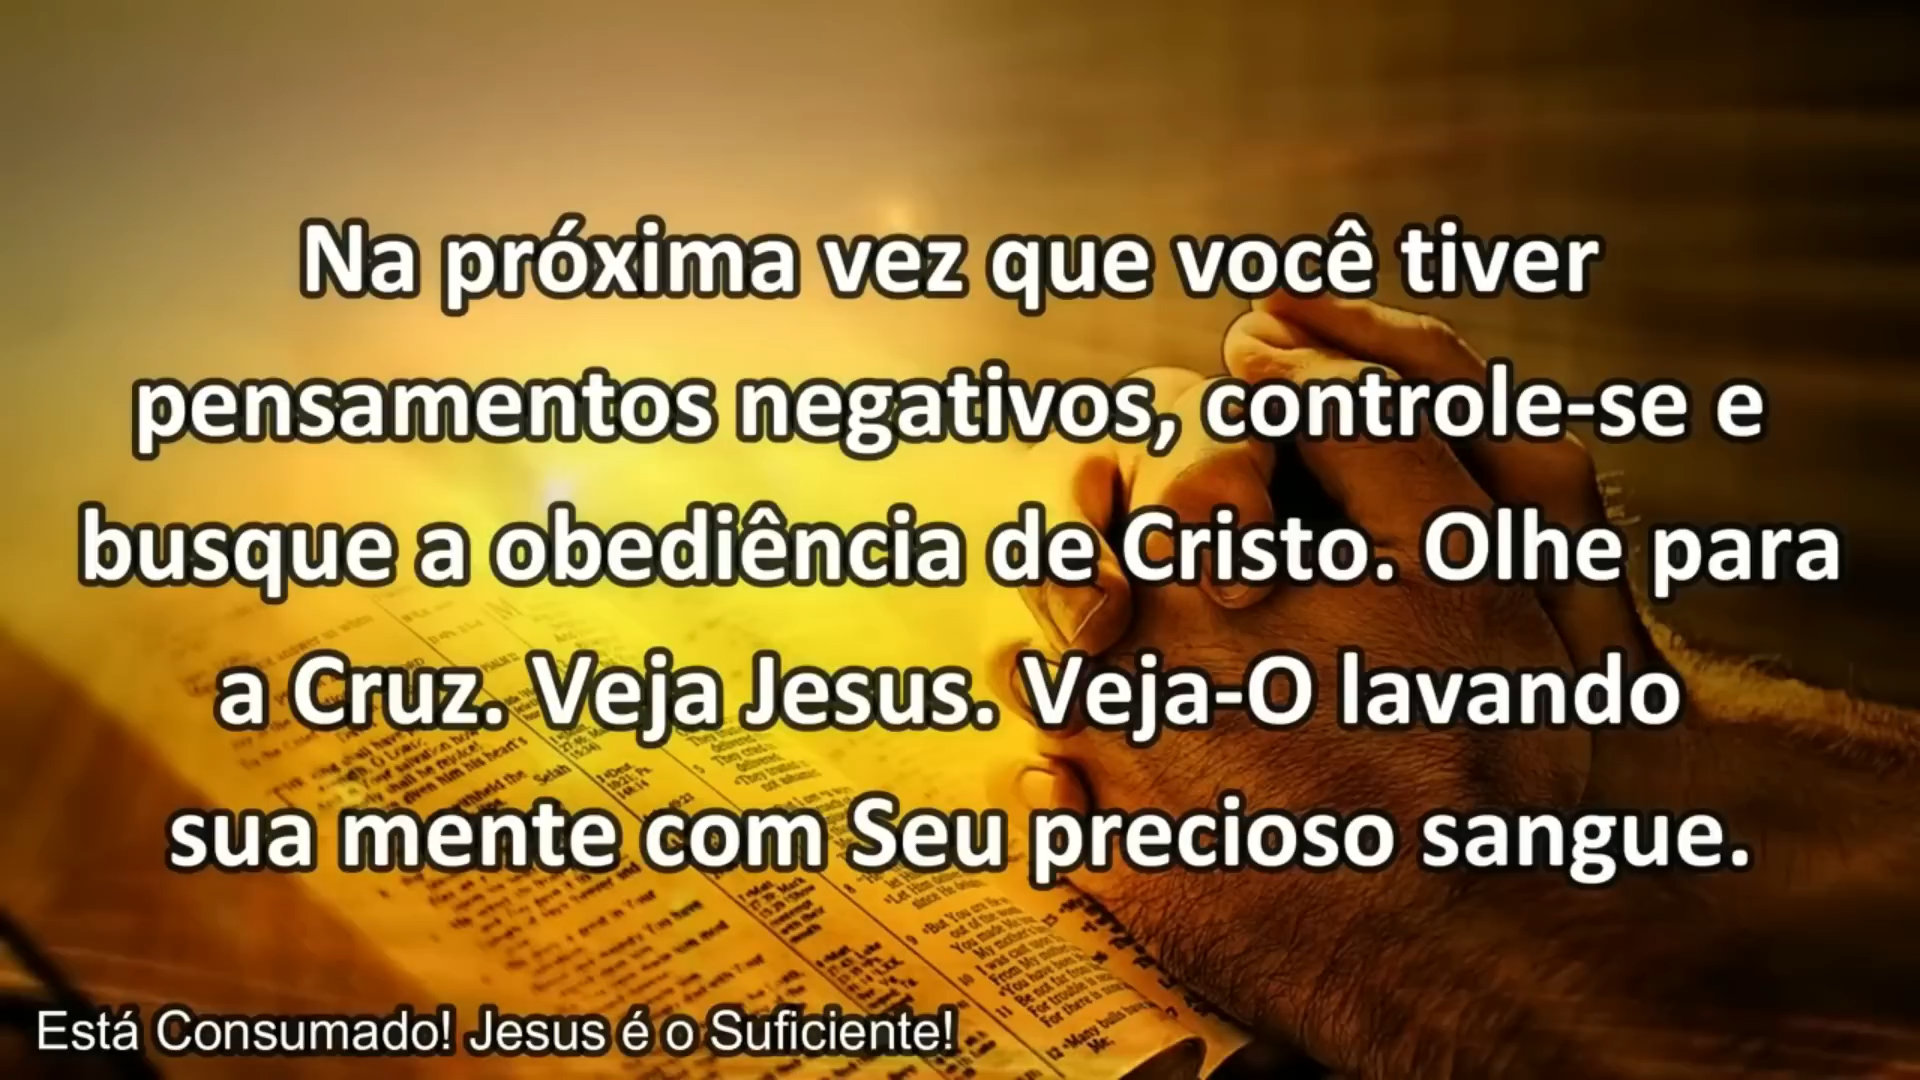 Na próxima vez que você tiver
pensamentos negativos, controle-se e
busque a obediência de Cristo. Olhe para
a Cruz. Veja Jesus. Veja-O lavando
sua mente com Seu precioso sangue.
Está Consumado! Jesus é o Suficiente!